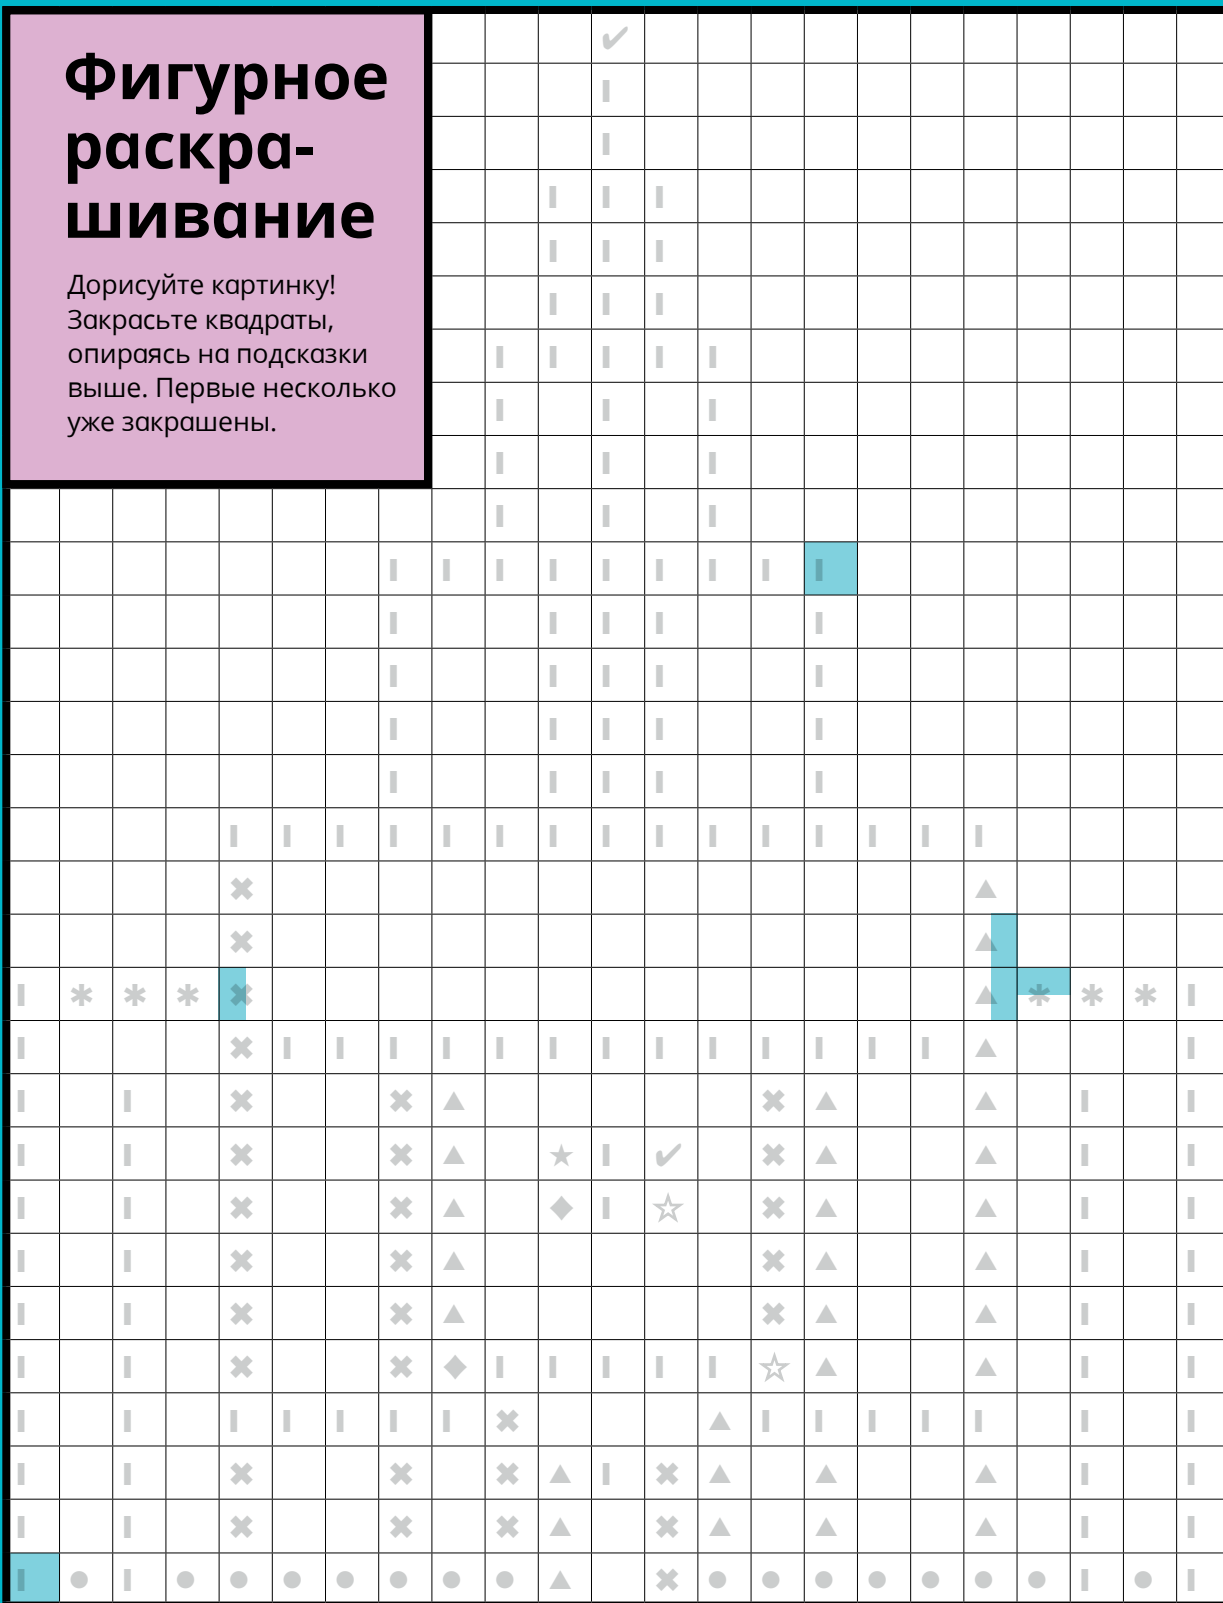 Фигурное
раскра-
шивание
Дорисуйте картинку!
Закрасьте квадраты,
опираясь на подсказки
выше. Первые несколько
уже закрашены.